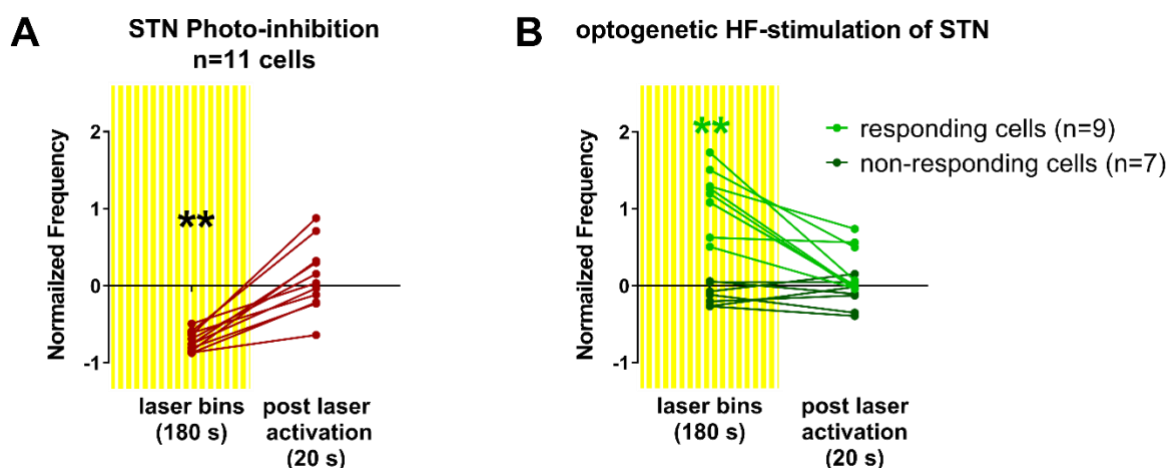 A
STN Photo-inhibition
n=11 cells
Normalized Frequency
2
1
0
-1
**
laser bins
(180 s)
post laser
activation
(20 s)
B
optogenetic HF-stimulation of STN
Normalized Frequency
2
1
0
-1
**
responding cells (n=9)
non-responding cells (n=7)
laser bins
(180 s)
post laser
activation
(20 s)